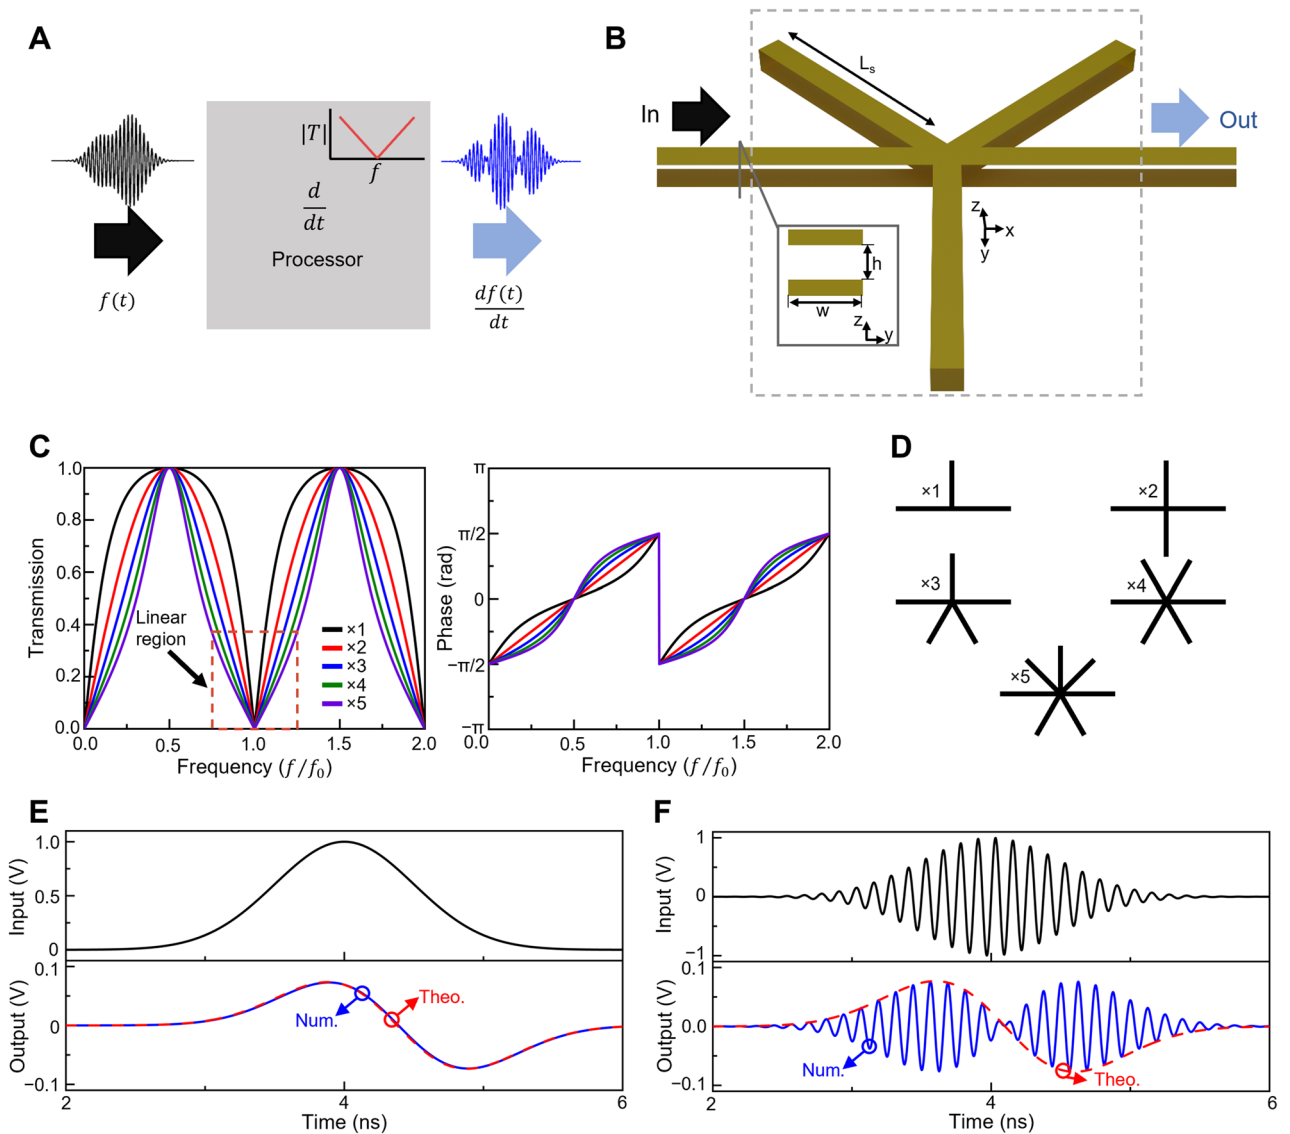 A
|T|
f
d
dt
Processor
f(t)
df(t)
dt
B
In
Out
Lₛ
z
x
y
h
w
z
y
C
Transmission
1.0
0.8
0.6
0.4
0.2
0.0
Linear
region
×1
×2
×3
×4
×5
0.0
0.5
1.0
1.5
2.0
Frequency (f/f₀)
Phase (rad)
π
π/2
0
−π/2
−π
0.0
0.5
1.0
1.5
2.0
Frequency (f/f₀)
D
×1
×2
×3
×4
×5
E
Input (V)
1.0
0.5
0
Output (V)
0.1
0
−0.1
Num.
Theo.
2
4
6
Time (ns)
F
Input (V)
1
0
−1
Output (V)
0.1
0.0
−0.1
Num.
Theo.
2
4
6
Time (ns)